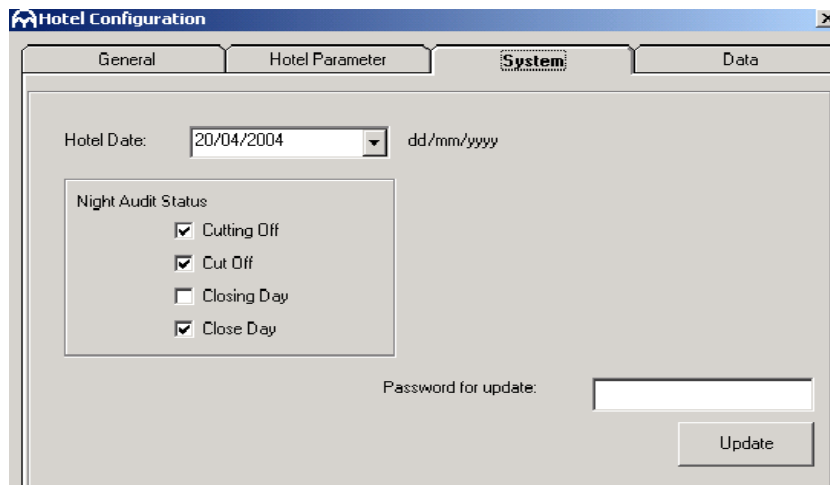 Hotel Configuration
General Hotel Parameter System Data
Hotel Date: 20/04/2004 dd/mm/yyyy
Night Audit Status
Cutting Off
Cut Off
Closing Day
Close Day
Password for update:
Update